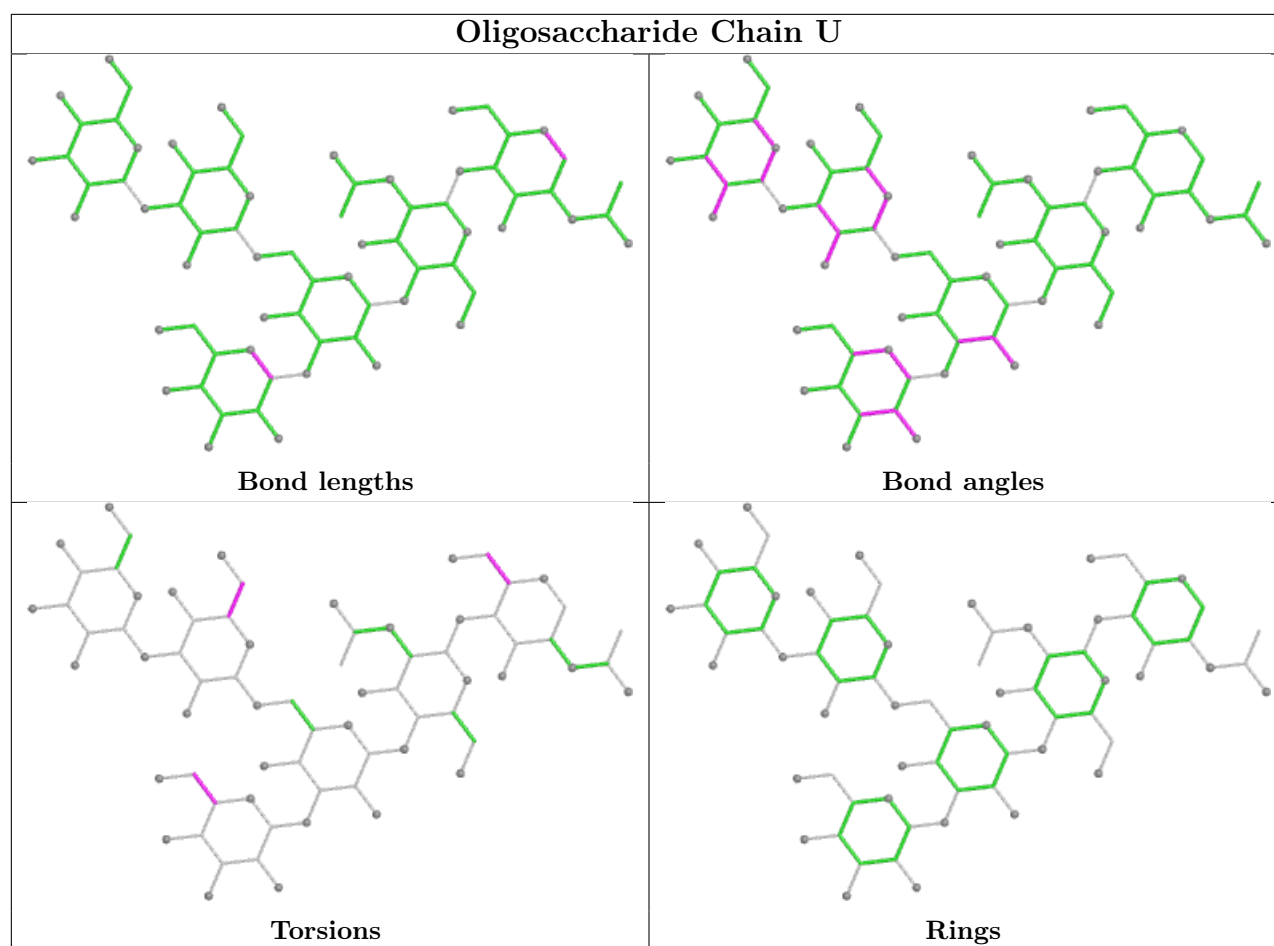 Oligosaccharide Chain U
Bond lengths
Bond angles
Torsions
Rings